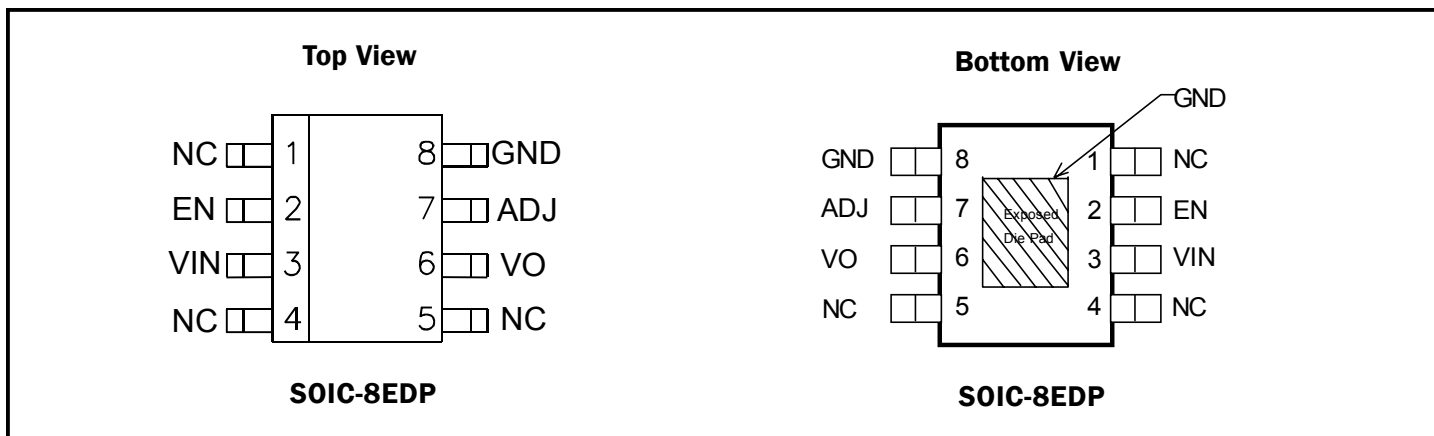 Top View
NC 1 8 GND
EN 2 7 ADJ
VIN 3 6 VO
NC 4 5 NC
SOIC-8EDP
Bottom View
GND
GND 8 1 NC
ADJ 7 2 EN
VO 6 3 VIN
NC 5 4 NC
Exposed
Die Pad
SOIC-8EDP